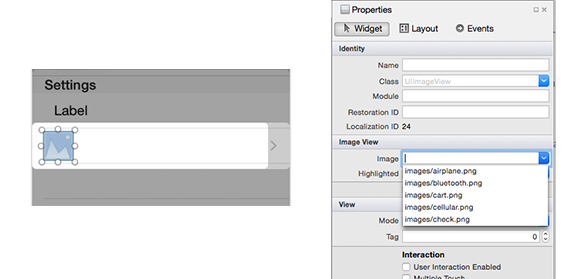 Settings
Label
Properties
Widget
Layout
Events
Identity
Name
Class UIImageView
Module
Restoration ID
Localization ID 24
Image View
Image
Highlighted
images/airplane.png
images/bluetooth.png
images/cart.png
images/cellular.png
images/check.png
View
Mode
Tag 0
Interaction
User Interaction Enabled
Multiple Touch